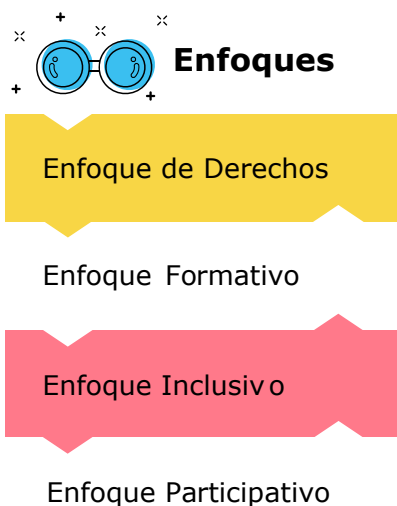 Enfoques
Enfoque de Derechos
Enfoque Formativo
Enfoque Inclusivo
Enfoque Participativo